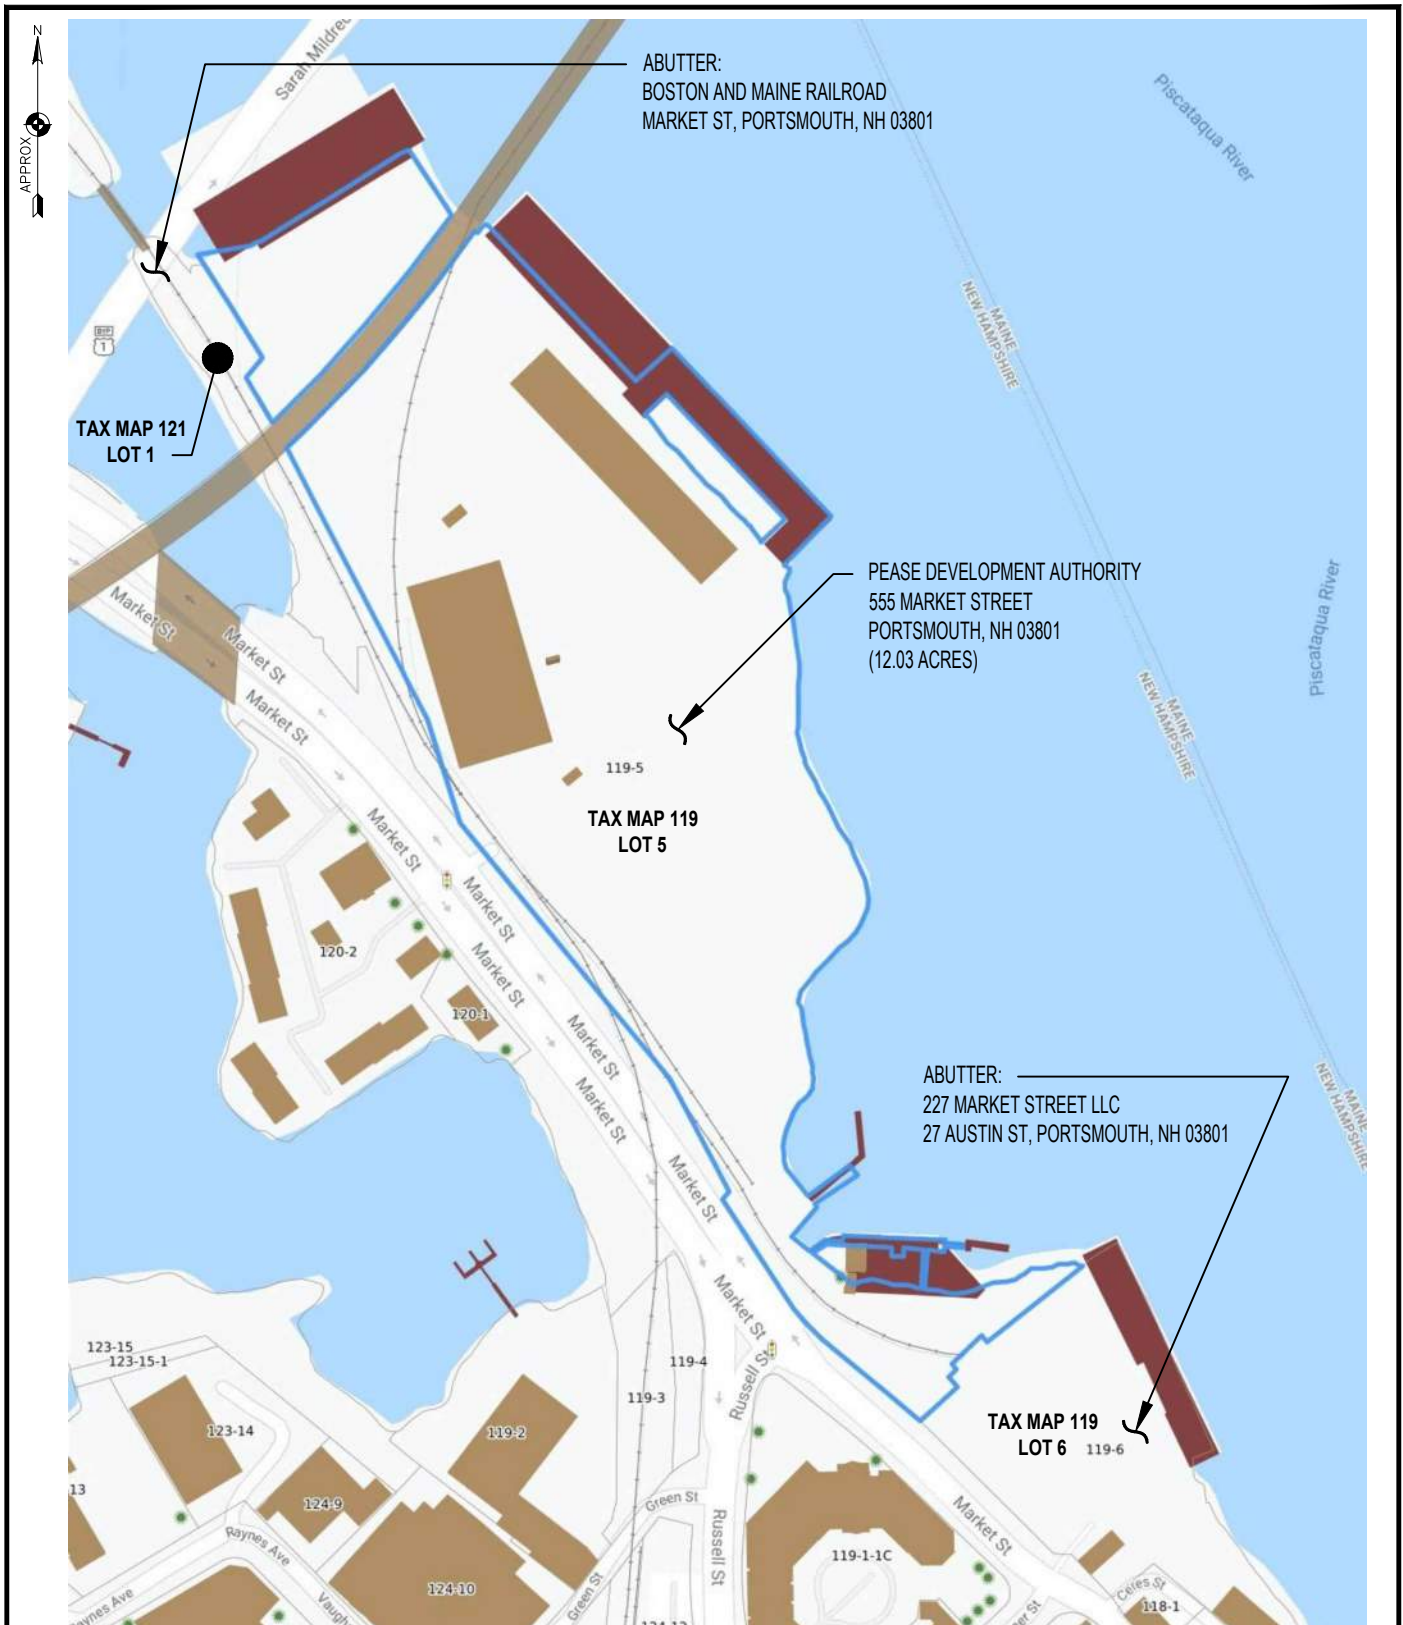 N
APPROX
ABUTTER:
BOSTON AND MAINE RAILROAD
MARKET ST, PORTSMOUTH, NH 03801
Sarah Mildred
Piscataqua River
MAINE
NEW HAMPSHIRE
BYP
1
TAX MAP 121
LOT 1
PEASE DEVELOPMENT AUTHORITY
555 MARKET STREET
PORTSMOUTH, NH 03801
(12.03 ACRES)
Piscataqua River
Market St
Market St
Market St
MAINE
NEW HAMPSHIRE
119-5
TAX MAP 119
LOT 5
Market St
Market St
Market St
120-2
120-1
Market St
Market St
ABUTTER:
227 MARKET STREET LLC
27 AUSTIN ST, PORTSMOUTH, NH 03801
MAINE
NEW HAMPSHIRE
Market St
Market St
Russell St
123-15
123-15-1
119-4
119-3
123-14
119-2
TAX MAP 119
LOT 6
119-6
13
124-9
Green St
Market St
Raynes Ave
Russell St
119-1-1C
124-10
Green St
Ceres St
118-1
aynes Ave
Vaugh
er St